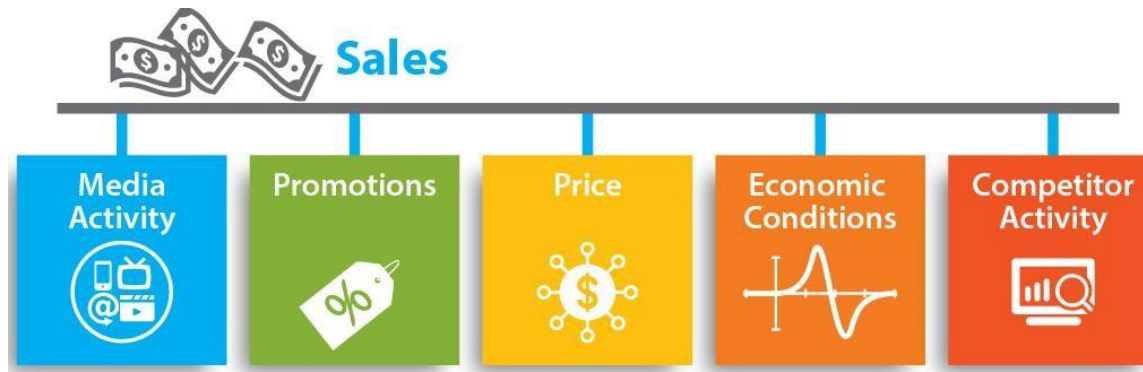 Sales
Media
Activity
Promotions
%
Price
$
Economic
Conditions
Competitor
Activity